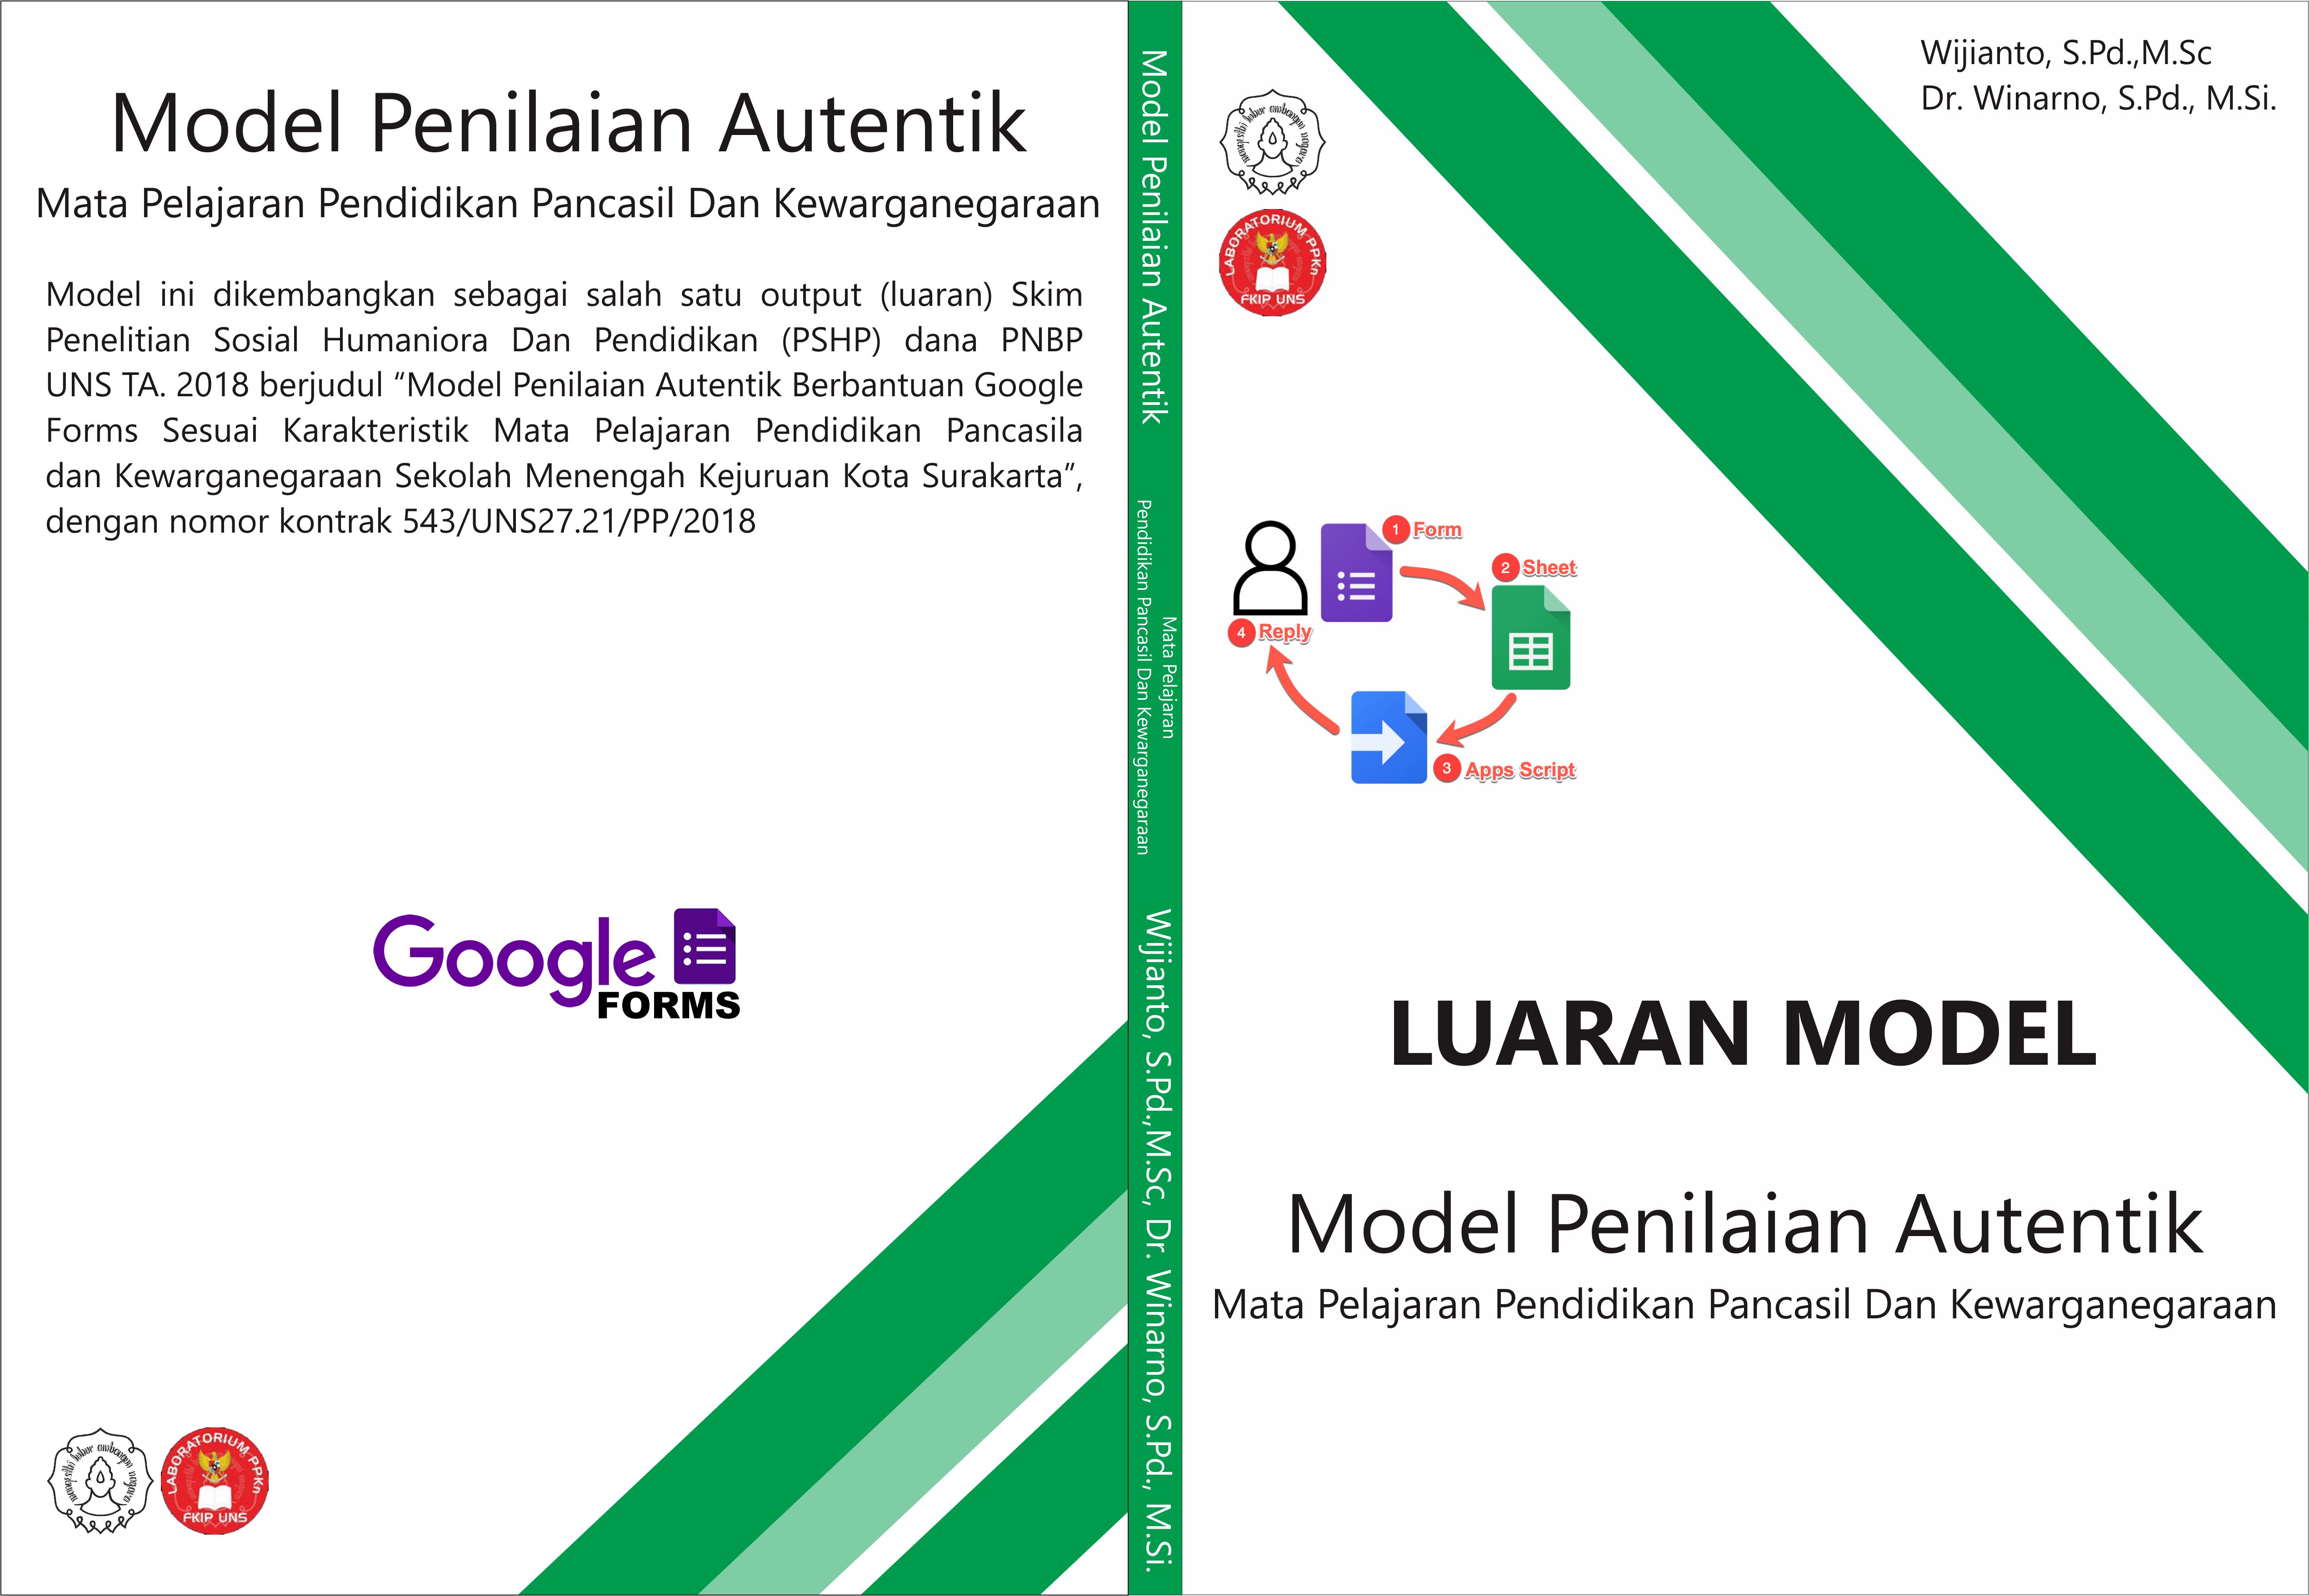 Model Penilaian Autentik
Mata Pelajaran Pendidikan Pancasil Dan Kewarganegaraan
Model ini dikembangkan sebagai salah satu output (luaran) Skim
Penelitian Sosial Humaniora Dan Pendidikan (PSHP) dana PNBP
UNS TA. 2018 berjudul “Model Penilaian Autentik Berbantuan Google
Forms Sesuai Karakteristik Mata Pelajaran Pendidikan Pancasila
dan Kewarganegaraan Sekolah Menengah Kejuruan Kota Surakarta”,
dengan nomor kontrak 543/UNS27.21/PP/2018
Google
FORMS
LABORATORIUM PPKn
FKIP UNS
Model Penilaian Autentik
Mata Pelajaran
Pendidikan Pancasil Dan Kewarganegaraan
Wijianto, S.Pd.,M.Sc, Dr. Winarno, S.Pd., M.Si.
Wijianto, S.Pd.,M.Sc
Dr. Winarno, S.Pd., M.Si.
LABORATORIUM PPKn
FKIP UNS
1 Form
2 Sheet
3 Apps Script
4 Reply
LUARAN MODEL
Model Penilaian Autentik
Mata Pelajaran Pendidikan Pancasil Dan Kewarganegaraan